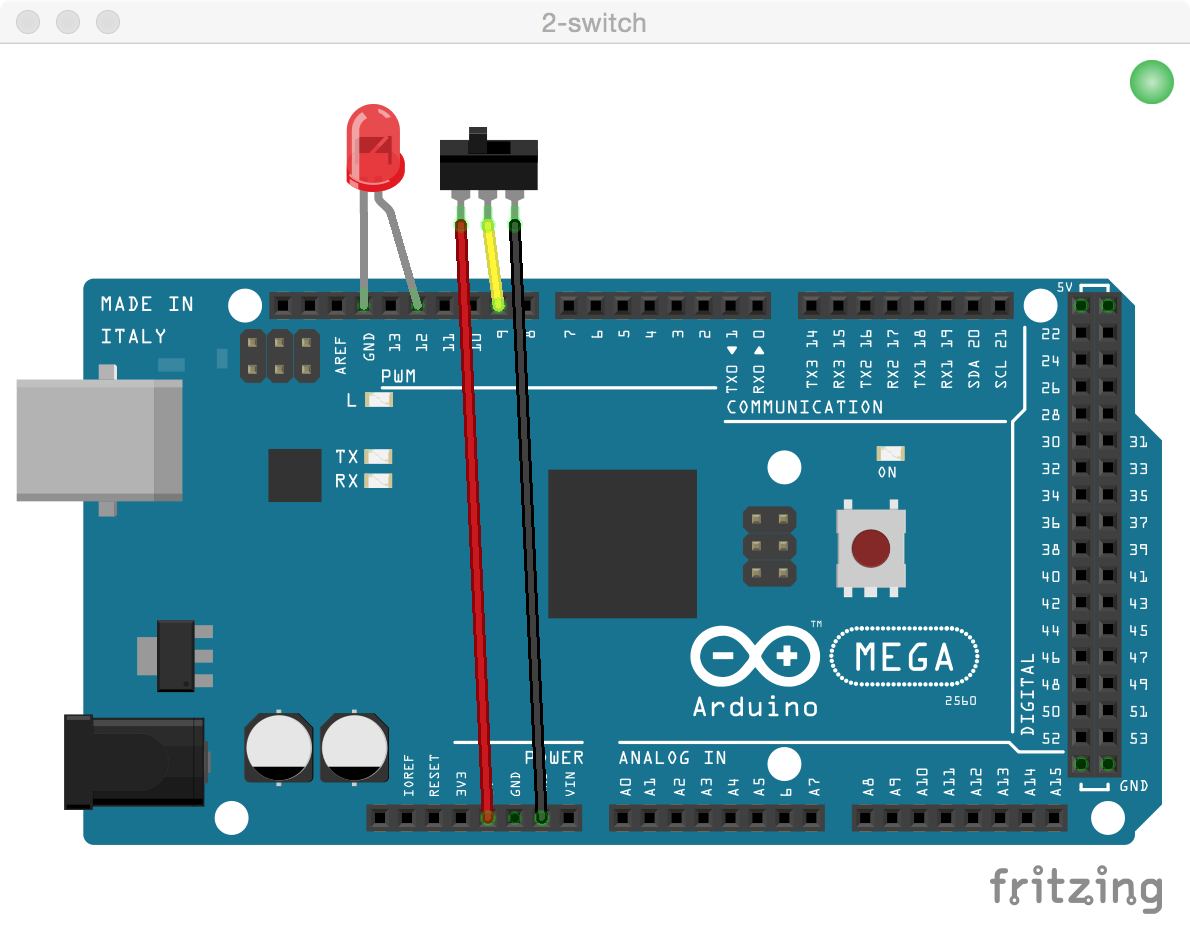 2-switch
MADE IN
ITALY
AREF
GND
13
12
11
10
9
8
7
6
5
4
3
2
TX0 1
RX0 0
TX3 14
RX3 15
TX2 16
RX2 17
TX1 18
RX1 19
SDA 20
SCL 21
PWM
COMMUNICATION
L
TX
RX
ON
5V
22
24
26
28
30 31
32 33
34 35
36 37
38 39
40 41
42 43
44 45
46 47
48 49
50 51
52 53
DIGITAL
GND
TM
MEGA
2560
Arduino
POWER
ANALOG IN
IOREF
RESET
3V3
GND
VIN
A0
A1
A2
A3
A4
A5
6
A7
A8
A9
A10
A11
A12
A13
A14
A15
fritzing